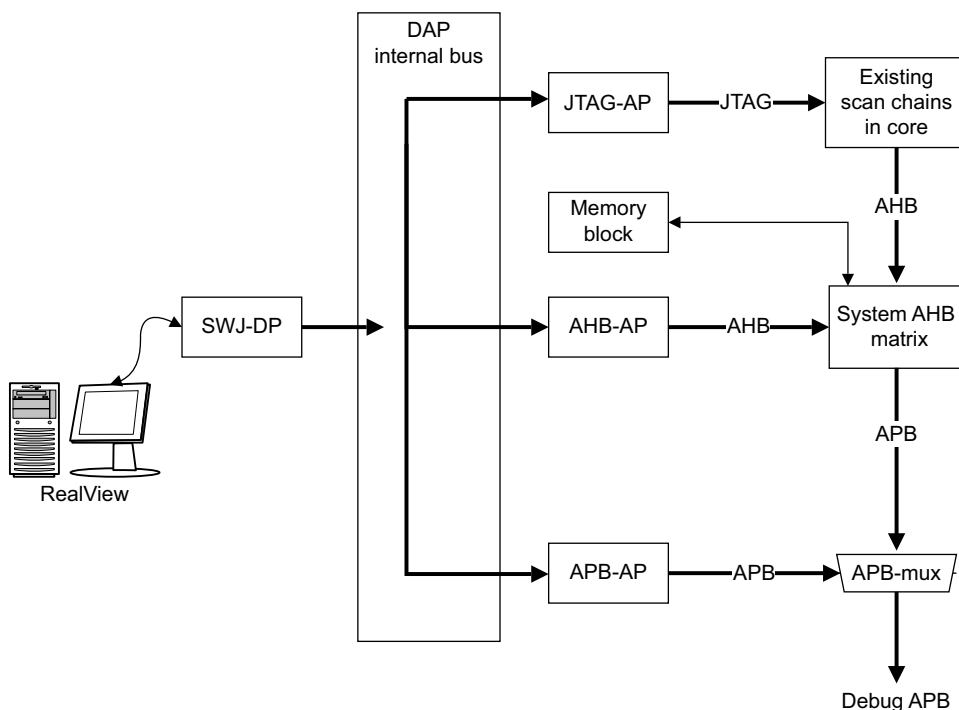 DAP
internal bus
JTAG-AP
JTAG
Existing
scan chains
in core
AHB
Memory
block
SWJ-DP
AHB-AP
AHB
System AHB
matrix
APB
RealView
APB-AP
APB
APB-mux
Debug APB